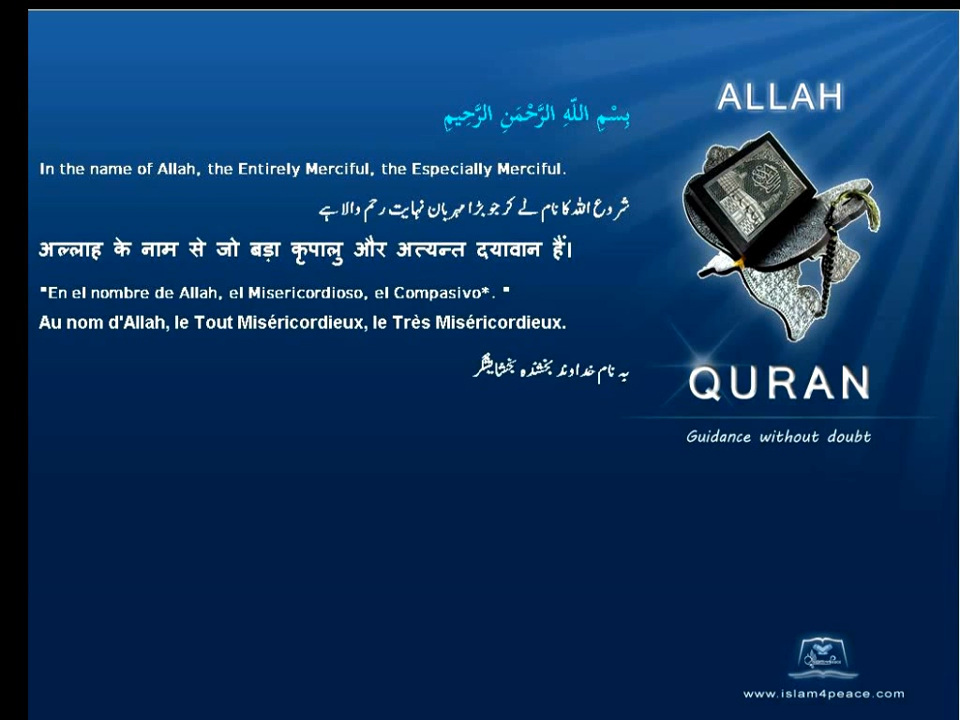 بِسْمِ اللّهِ الرَّحْمَنِ الرَّحِيمِ
In the name of Allah, the Entirely Merciful, the Especially Merciful.
شروع اللہ کا نام لے کر جو بڑا مہربان نہایت رحم والا ہے
अल्लाह के नाम से जो बड़ा कृपालु और अत्यन्त दयावान हैं।
"En el nombre de Allah, el Misericordioso, el Compasivo*. "
Au nom d'Allah, le Tout Miséricordieux, le Très Miséricordieux.
به نام خداوند بخشنده بخشایشگر
ALLAH
QURAN
Guidance without doubt
www.islam4peace.com